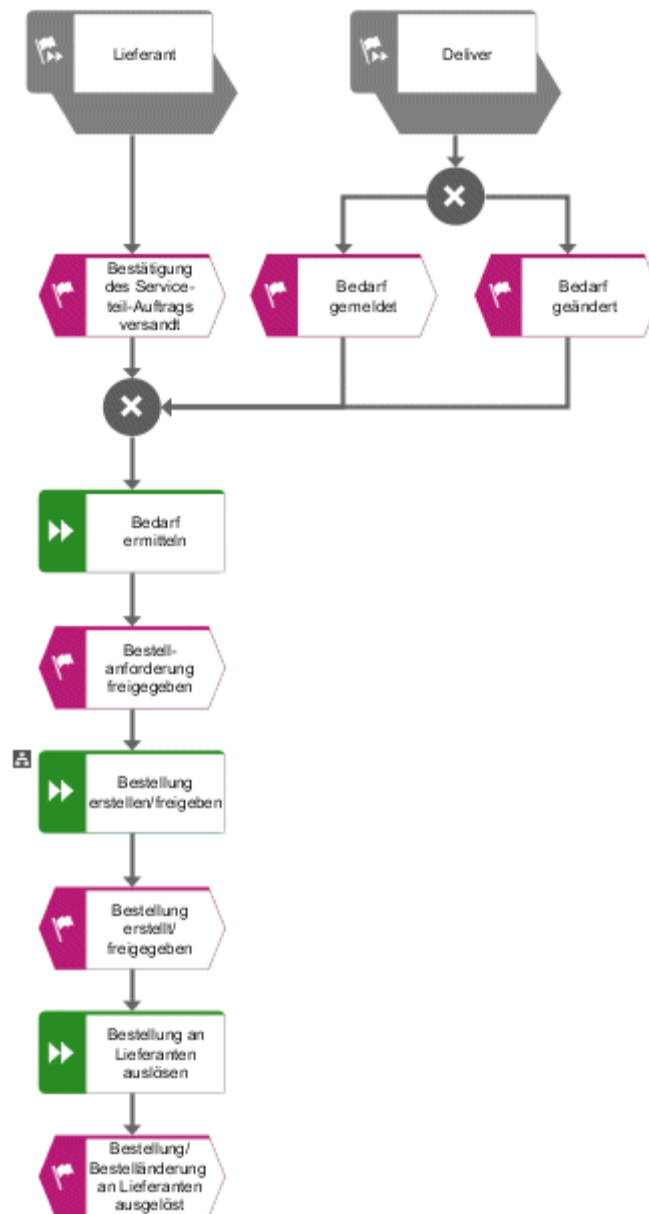 Lieferant
Deliver
Bestätigung
des Service-
teil-Auftrags
versandt
Bedarf
gemeldet
Bedarf
geändert
Bedarf
ermitteln
Bestell-
anforderung
freigegeben
Bestellung
erstellen/freigeben
Bestellung
erstellt/
freigegeben
Bestellung an
Lieferanten
auslösen
Bestellung/
Bestelländerung
an Lieferanten
ausgelöst